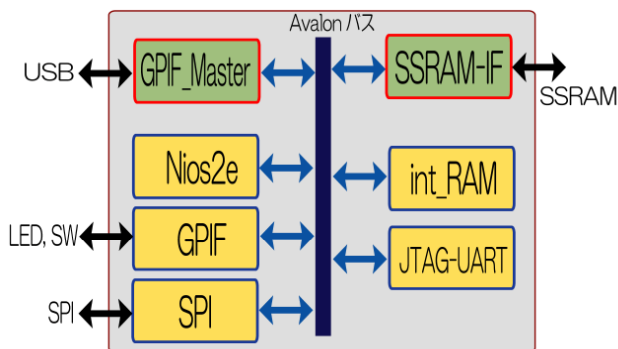 Avalon バス
USB
GPIF_Master
SSRAM-IF
SSRAM
Nios2e
int_RAM
LED, SW
GPIF
JTAG-UART
SPI
SPI